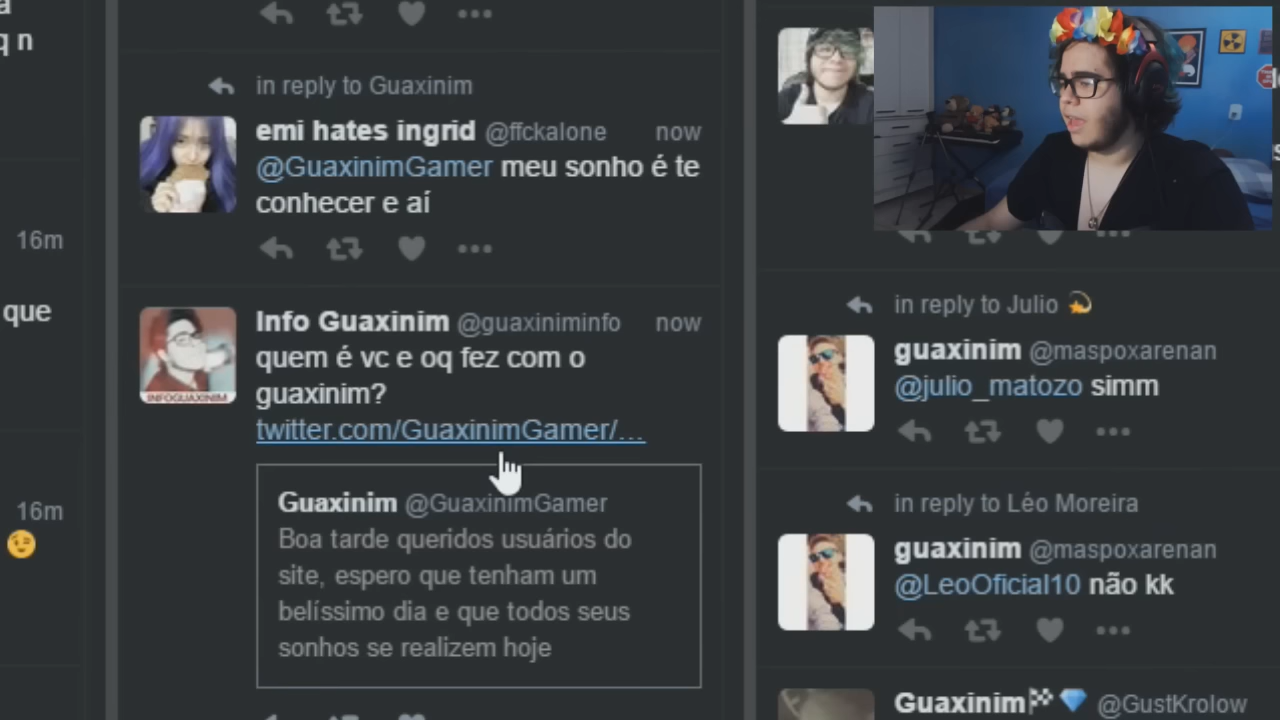 q n
16m
que
16m
in reply to Guaxinim
emi hates ingrid @ffckalone now
@GuaxinimGamer meu sonho é te
conhecer e aí
Info Guaxinim @guaxiniminfo now
quem é vc e oq fez com o
guaxinim?
twitter.com/GuaxinimGamer/…
INFOGUAXINIM
Guaxinim @GuaxinimGamer
Boa tarde queridos usuários do
site, espero que tenham um
belíssimo dia e que todos seus
sonhos se realizem hoje
in reply to Julio
guaxinim @maspoxarenan
@julio_matozo simm
in reply to Léo Moreira
guaxinim @maspoxarenan
@LeoOficial10 não kk
Guaxinim @GustKrolow